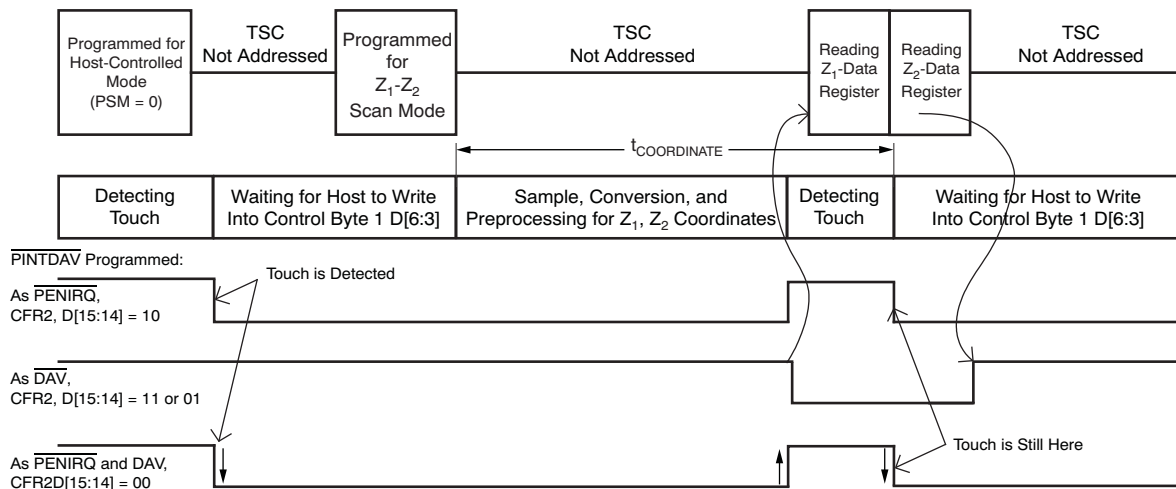 Programmed for
Host-Controlled
Mode
(PSM = 0)
TSC
Not Addressed
Programmed
for
Z1-Z2
Scan Mode
TSC
Not Addressed
Reading
Z1-Data
Register
Reading
Z2-Data
Register
TSC
Not Addressed
tCOORDINATE
Detecting
Touch
Waiting for Host to Write
Into Control Byte 1 D[6:3]
Sample, Conversion, and
Preprocessing for Z1, Z2 Coordinates
Detecting
Touch
Waiting for Host to Write
Into Control Byte 1 D[6:3]
PINTDAV Programmed:
Touch is Detected
As PENIRQ,
CFR2, D[15:14] = 10
As DAV,
CFR2, D[15:14] = 11 or 01
Touch is Still Here
As PENIRQ and DAV,
CFR2D[15:14] = 00